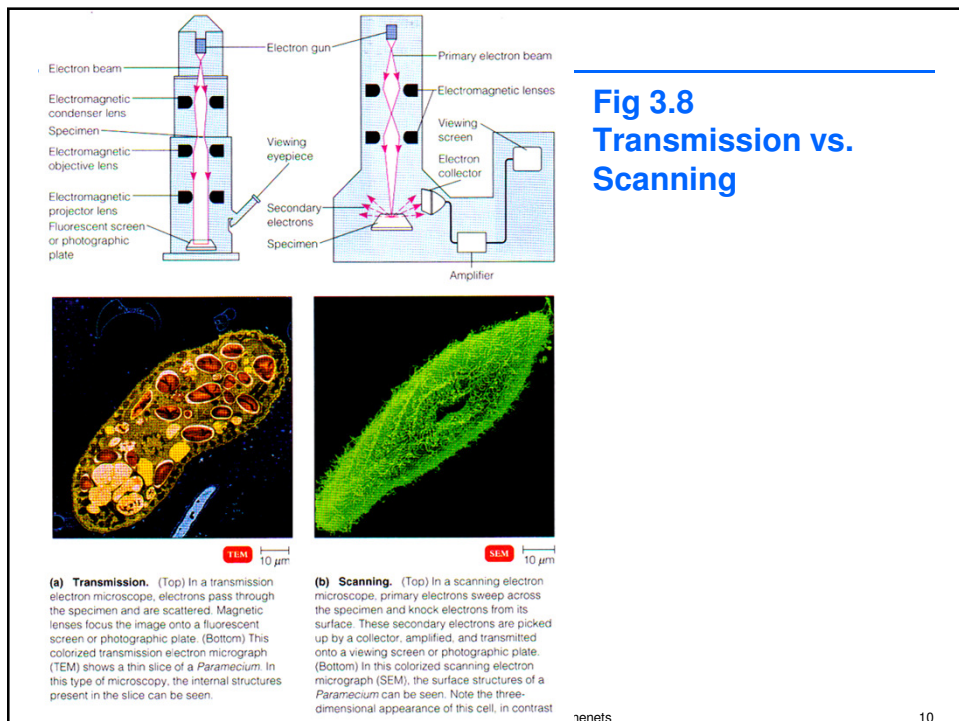 Electron gun
Electron beam
Electromagnetic
condenser lens
Specimen
Electromagnetic
objective lens
Electromagnetic
projector lens
Fluorescent screen
or photographic
plate
Viewing
eyepiece
Primary electron beam
Electromagnetic lenses
Viewing
screen
Electron
collector
Secondary
electrons
Specimen
Amplifier
Fig 3.8
Transmission vs.
Scanning
TEM
10 µm
SEM
10 µm
(a) Transmission. (Top) In a transmission
electron microscope, electrons pass through
the specimen and are scattered. Magnetic
lenses focus the image onto a fluorescent
screen or photographic plate. (Bottom) This
colorized transmission electron micrograph
(TEM) shows a thin slice of a Paramecium. In
this type of microscopy, the internal structures
present in the slice can be seen.
(b) Scanning. (Top) In a scanning electron
microscope, primary electrons sweep across
the specimen and knock electrons from its
surface. These secondary electrons are picked
up by a collector, amplified, and transmitted
onto a viewing screen or photographic plate.
(Bottom) In this colorized scanning electron
micrograph (SEM), the surface structures of a
Paramecium can be seen. Note the three-
dimensional appearance of this cell, in contrast
10